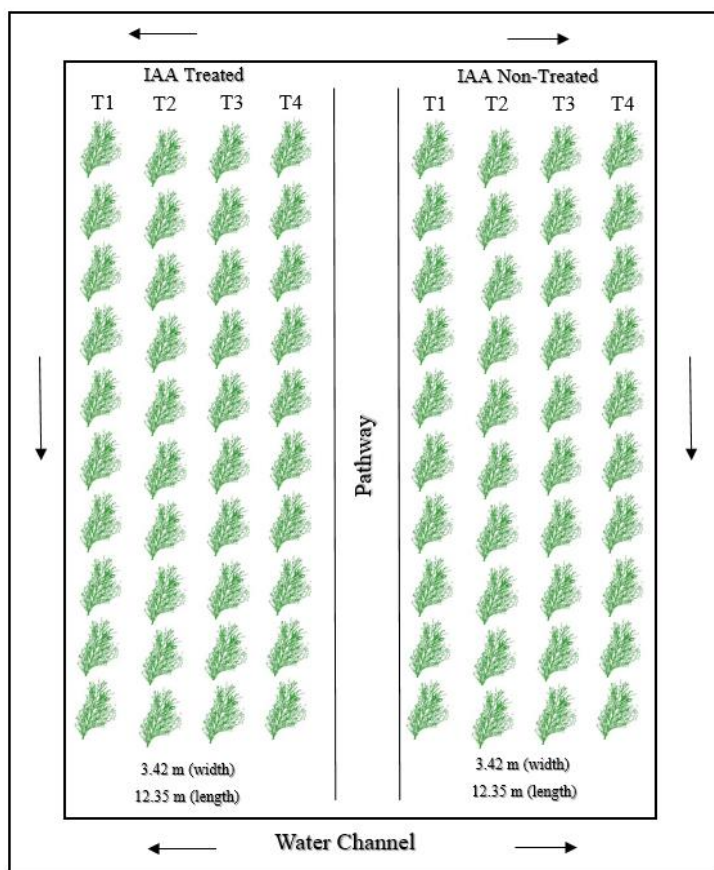 IAA Treated
T1 T2 T3 T4
IAA Non-Treated
T1 T2 T3 T4
Pathway
3.42 m (width)
12.35 m (length)
3.42 m (width)
12.35 m (length)
Water Channel